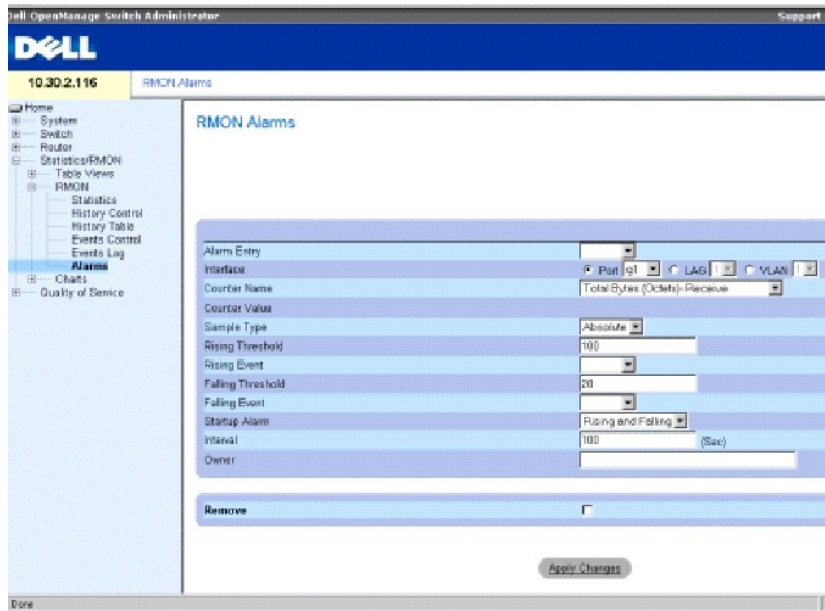 Dell OpenManage Switch Administrator Support
DELL
10.30.2.116 RMON Alarms
Home
System
Switch
Router
Statistics/RMON
Table Views
RMON
Statistics
History Control
History Table
Events Control
Events Log
Alarms
Charts
Quality of Service
RMON Alarms
Alarm Entry
Interface Port g1 LAG 1 VLAN 1
Counter Name Total Bytes (Octets)- Receive
Counter Value
Sample Type Absolute
Rising Threshold 100
Rising Event
Falling Threshold 20
Falling Event
Startup Alarm Rising and Falling
Interval 100 (Sec)
Owner
Remove
Apply Changes
Done